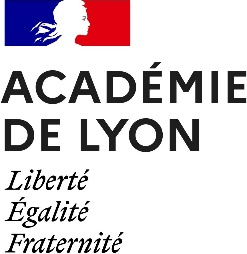 ACADÉMIE
DE LYON
Liberté
Égalité
Fraternité